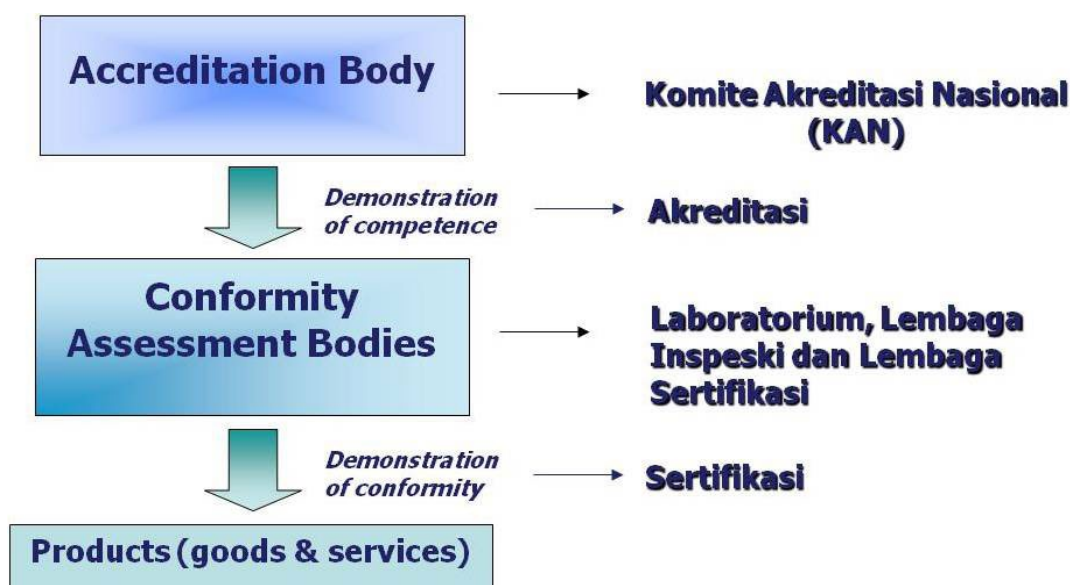 Accreditation Body
Komite Akreditasi Nasional
(KAN)
Demonstration
of competence
Akreditasi
Conformity
Assessment Bodies
Laboratorium, Lembaga
Inspeski dan Lembaga
Sertifikasi
Demonstration
of conformity
Sertifikasi
Products (goods & services)